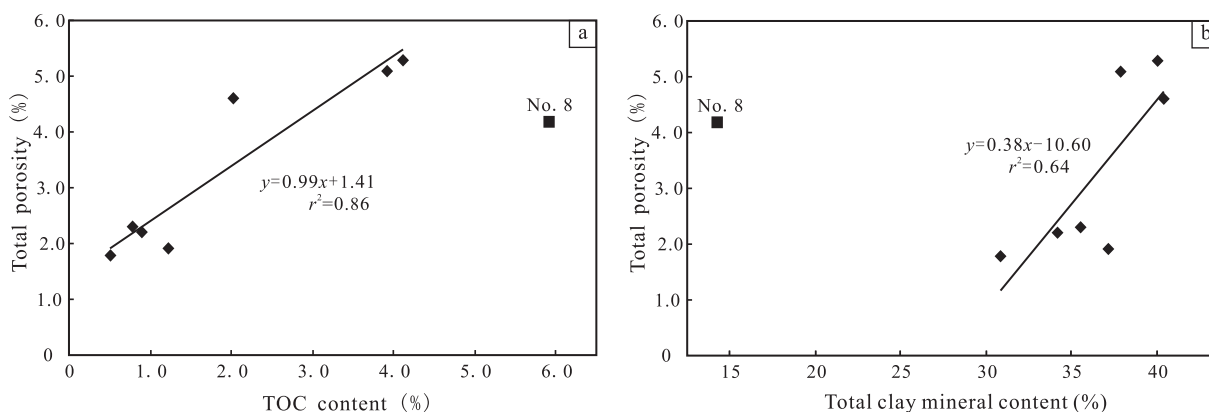 a
6.0
5.0
4.0
3.0
2.0
1.0
0
Total porosity (%)
No. 8
y=0.99x+1.41
r²=0.86
0 1.0 2.0 3.0 4.0 5.0 6.0
TOC content (%)
b
6.0
5.0
4.0
3.0
2.0
1.0
0
Total porosity (%)
No. 8
y=0.38x−10.60
r²=0.64
15 20 25 30 35 40
Total clay mineral content (%)